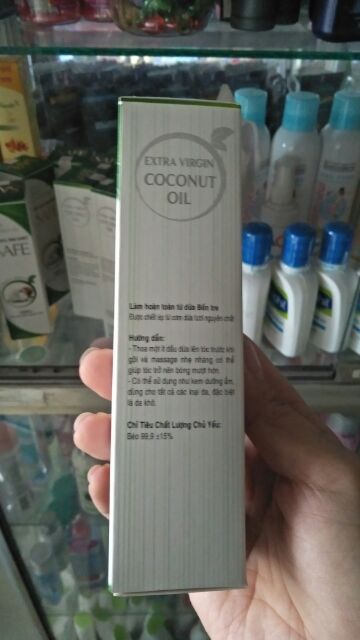 EXTRA VIRGIN
COCONUT
OIL
Làm hoàn toàn từ dừa Bến tre
Được chiết ép từ cơm dừa tươi nguyên chất
Hướng dẫn:
- Thoa một ít dầu dừa lên tóc trước khi
gội và massage nhẹ nhàng có thể
giúp tóc trở nên bóng mượt hơn.
- Có thể sử dụng như kem dưỡng ẩm,
dùng cho tất cả các loại da, đặc biệt
là da khô.
Chỉ Tiêu Chất Lượng Chủ Yếu:
Béo 99,9 ±15%
AFE